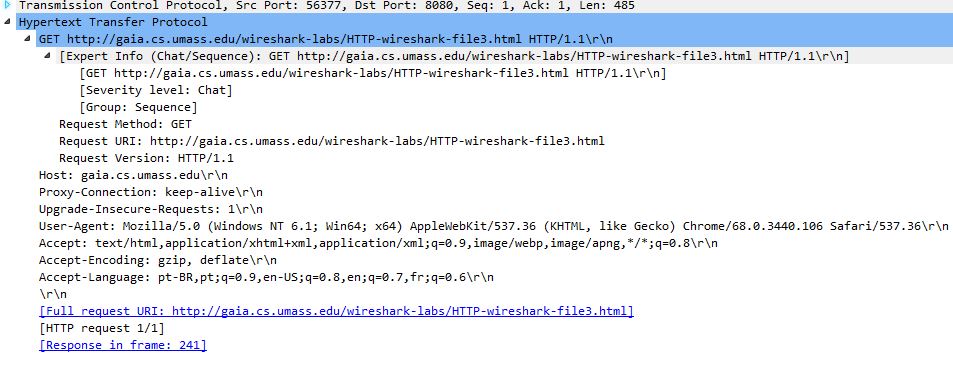 Transmission Control Protocol, Src Port: 56377, Dst Port: 8080, Seq: 1, Ack: 1, Len: 485
Hypertext Transfer Protocol
GET http://gaia.cs.umass.edu/wireshark-labs/HTTP-wireshark-file3.html HTTP/1.1\r\n
[Expert Info (Chat/Sequence): GET http://gaia.cs.umass.edu/wireshark-labs/HTTP-wireshark-file3.html HTTP/1.1\r\n]
[GET http://gaia.cs.umass.edu/wireshark-labs/HTTP-wireshark-file3.html HTTP/1.1\r\n]
[Severity level: Chat]
[Group: Sequence]
Request Method: GET
Request URI: http://gaia.cs.umass.edu/wireshark-labs/HTTP-wireshark-file3.html
Request Version: HTTP/1.1
Host: gaia.cs.umass.edu\r\n
Proxy-Connection: keep-alive\r\n
Upgrade-Insecure-Requests: 1\r\n
User-Agent: Mozilla/5.0 (Windows NT 6.1; Win64; x64) AppleWebKit/537.36 (KHTML, like Gecko) Chrome/68.0.3440.106 Safari/537.36\r\n
Accept: text/html,application/xhtml+xml,application/xml;q=0.9,image/webp,image/apng,*/*;q=0.8\r\n
Accept-Encoding: gzip, deflate\r\n
Accept-Language: pt-BR,pt;q=0.9,en-US;q=0.8,en;q=0.7,fr;q=0.6\r\n
\r\n
[Full request URI: http://gaia.cs.umass.edu/wireshark-labs/HTTP-wireshark-file3.html]
[HTTP request 1/1]
[Response in frame: 241]